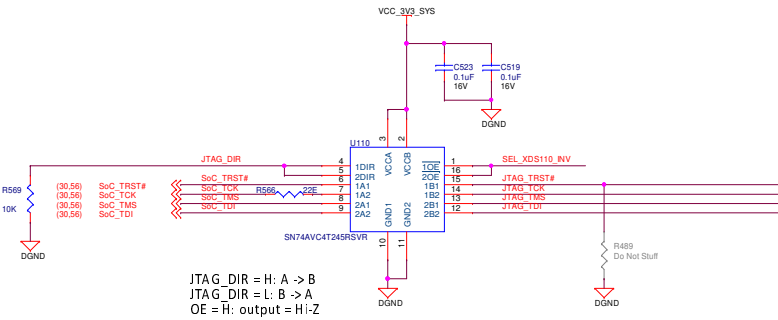 VCC_3V3_SYS
C523
0.1uF
16V
C519
0.1uF
16V
DGND
U110
3
2
VCCA
VCCB
JTAG_DIR
4
1DIR
1OE
1
SEL_XDS110_INV
5
2DIR
2OE
16
R569
10K
(30,56) SoC_TRST#
SoC_TRST#
6
1A1
1B1
15
JTAG_TRST#
(30,56) SoC_TCK
SoC_TCK
R566
22E
7
1A2
1B2
14
JTAG_TCK
(30,56) SoC_TMS
SoC_TMS
8
2A1
2B1
13
JTAG_TMS
(30,56) SoC_TDI
SoC_TDI
9
2A2
2B2
12
JTAG_TDI
GND1
GND2
SN74AVC4T245RSVR
10
11
DGND
R489
Do Not Stuff
JTAG_DIR = H: A -> B
JTAG_DIR = L: B -> A
OE = H: output = Hi-Z
DGND
DGND